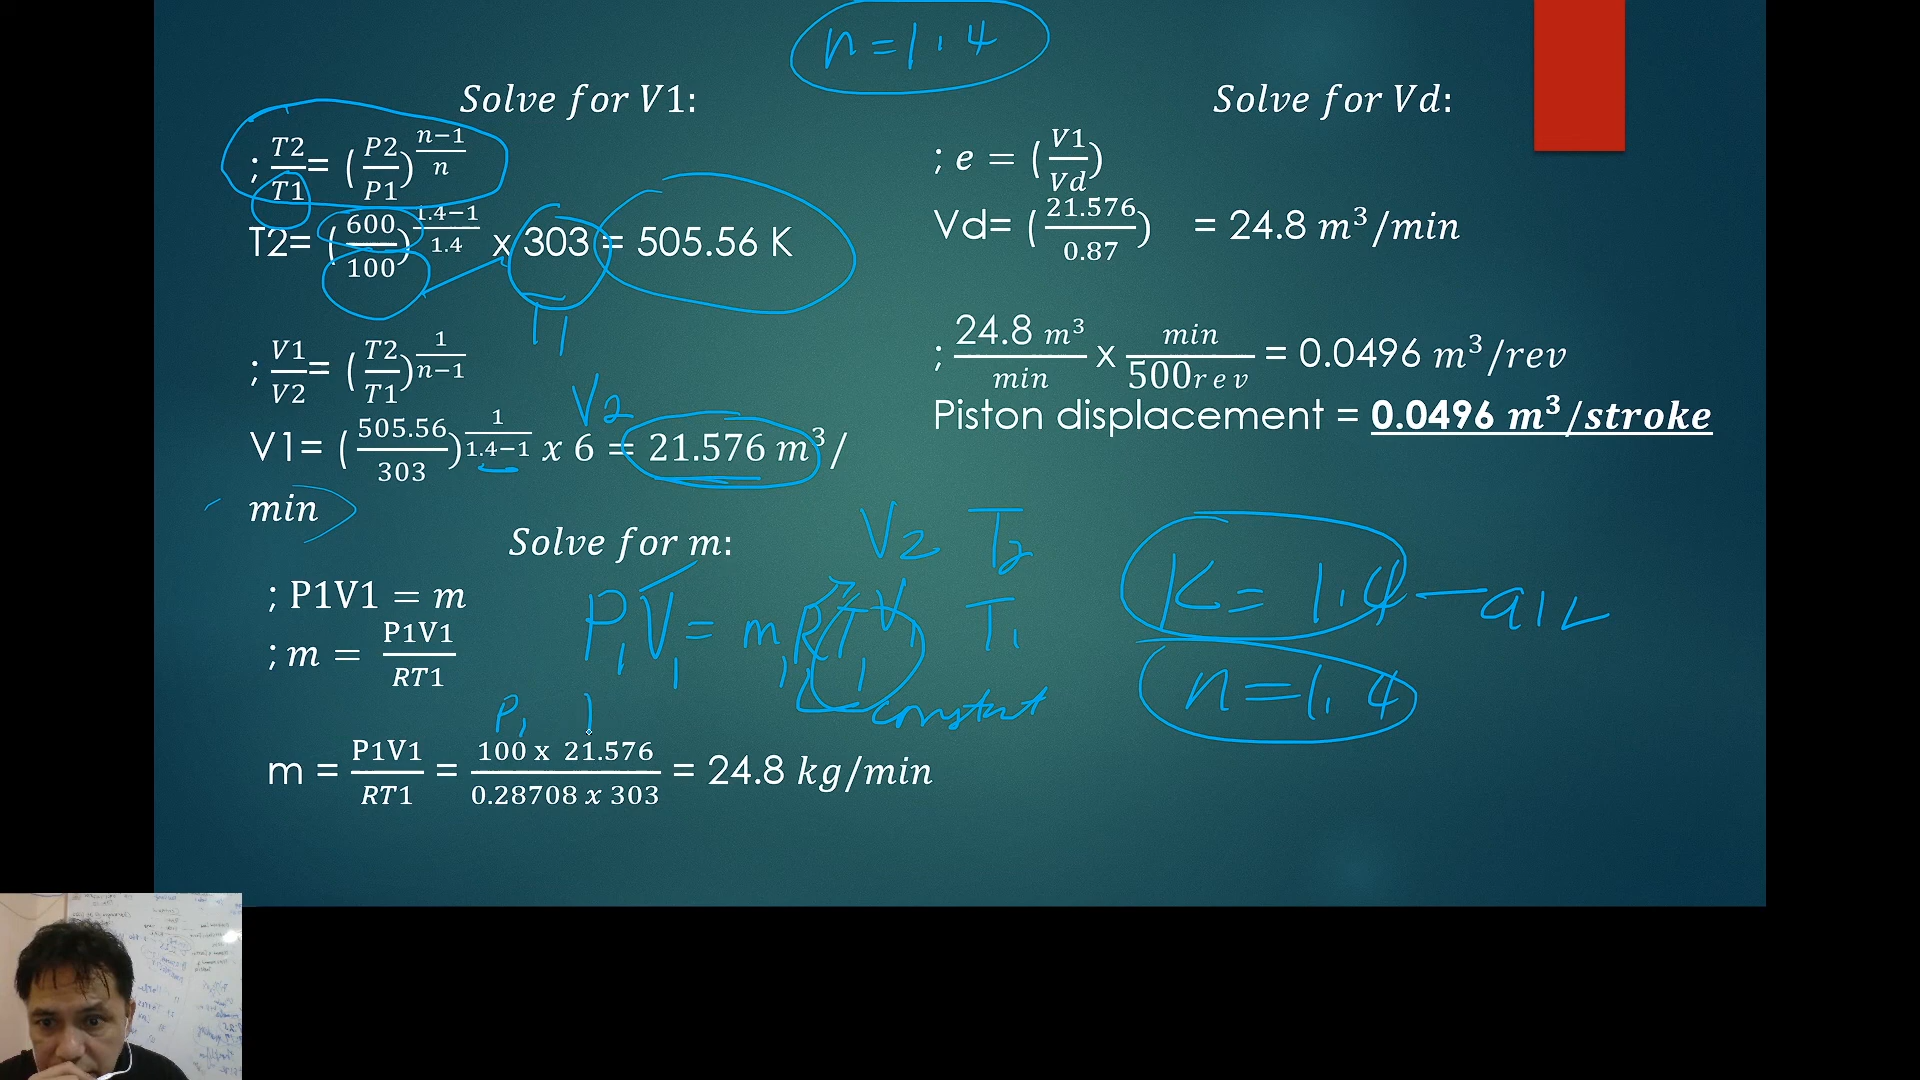 n=1.4
Solve for V1:
; T2/T1= (P2/P1)^(n−1/n)
T2= (600/100)^(1.4−1/1.4) x 303 = 505.56 K
T1
; V1/V2= (T2/T1)^(1/n−1)
V2
V1= (505.56/303)^(1/1.4−1) x 6 = 21.576 m³/
min
Solve for m:
; P1V1 = m
; m = P1V1/RT1
P1
m = P1V1/RT1 = 100 x 21.576/0.28708 x 303 = 24.8 kg/min
Solve for Vd:
; e = (V1/Vd)
Vd= (21.576/0.87) = 24.8 m³/min
; 24.8 m³/min x min/500rev = 0.0496 m³/rev
Piston displacement = 0.0496 m³/stroke
V2 T2
P1V1 = m1R
V1 T1
constant
K=1.4 — air
n=1.4